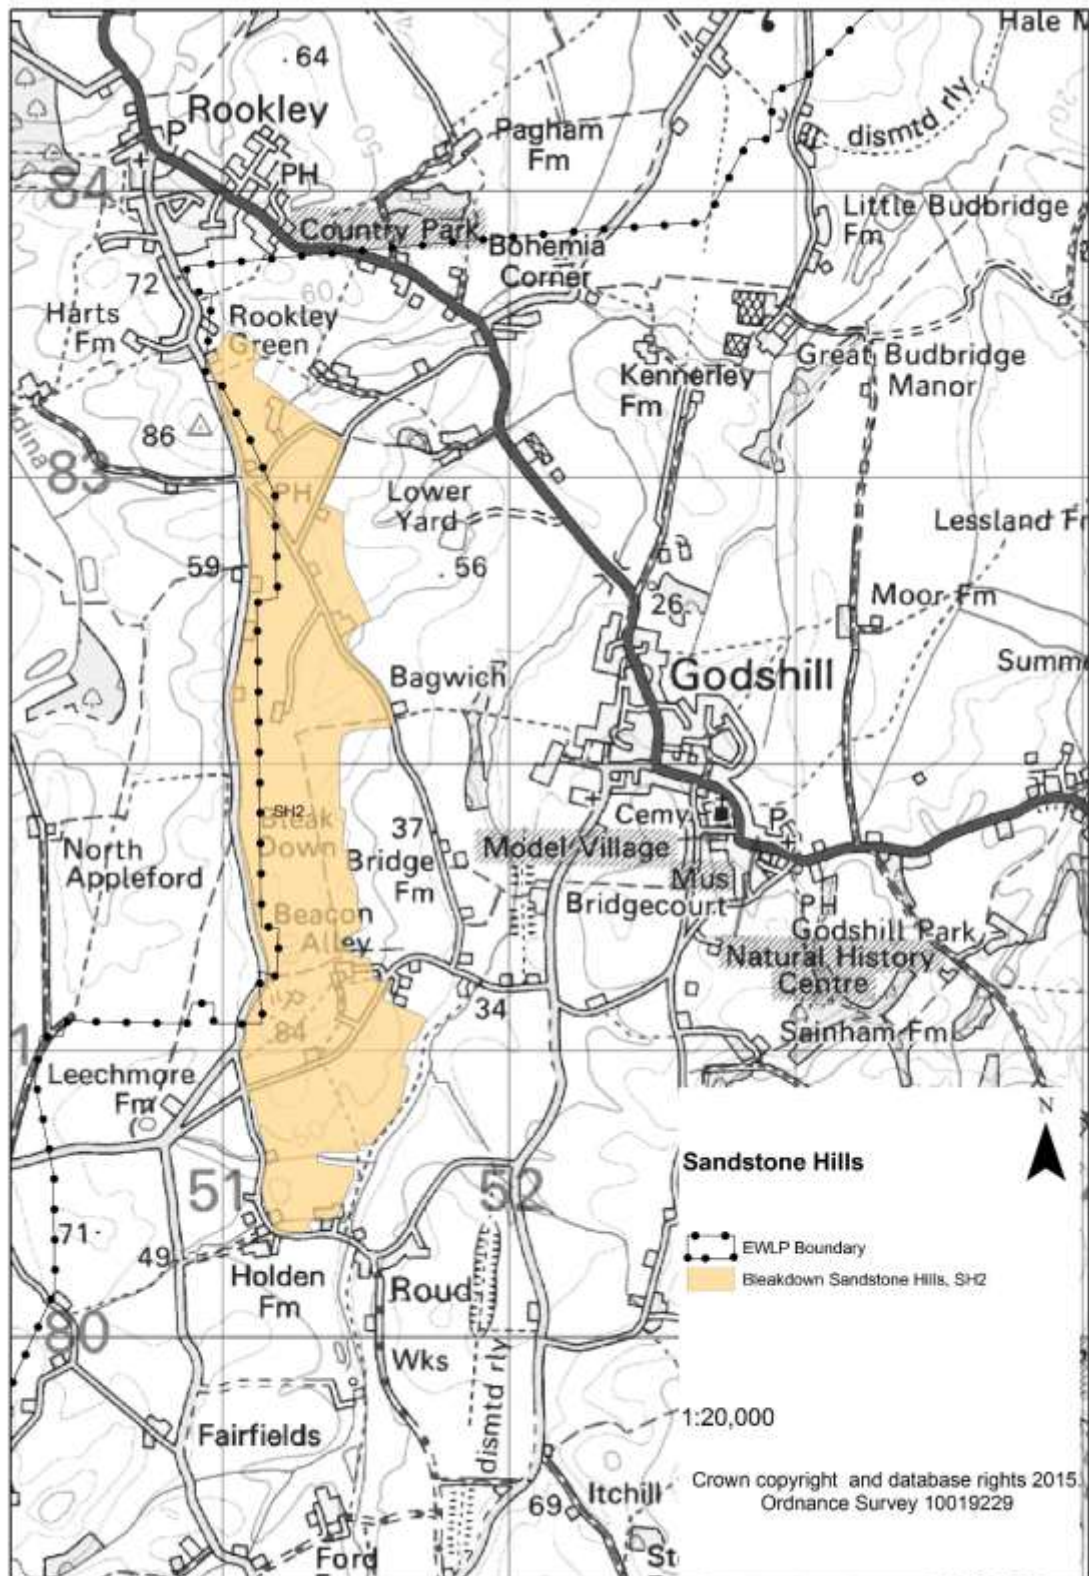 Hale M
64
Rookley
dismtd rly
P
Pagham
Fm
PH
84
Little Budbridge
Fm
Country Park
Bohemia
Corner
72
60
Harts
Fm
Rookley
Green
Great Budbridge
Manor
Kennerley
Fm
86
83
PH
Lower
Yard
Lessland F
59
56
26
Moor Fm
Godshill
Summe
Bagwich
SH2
Bleak
Down
Cemy
P
37
North
Appleford
Bridge
Fm
Model Village
Mus
Bridgecourt
PH
Beacon
Alley
Godshill Park
Natural History
Centre
34
84
Sainham Fm
1
Leechmore
Fm
60
N
Sandstone Hills
51
52
71
49
EWLP Boundary
Holden
Fm
Roud
Bleakdown Sandstone Hills, SH2
80
Wks
dismtd rly
1:20,000
Fairfields
Crown copyright and database rights 2015
Ordnance Survey 10019229
69
Itchill
Ford
St